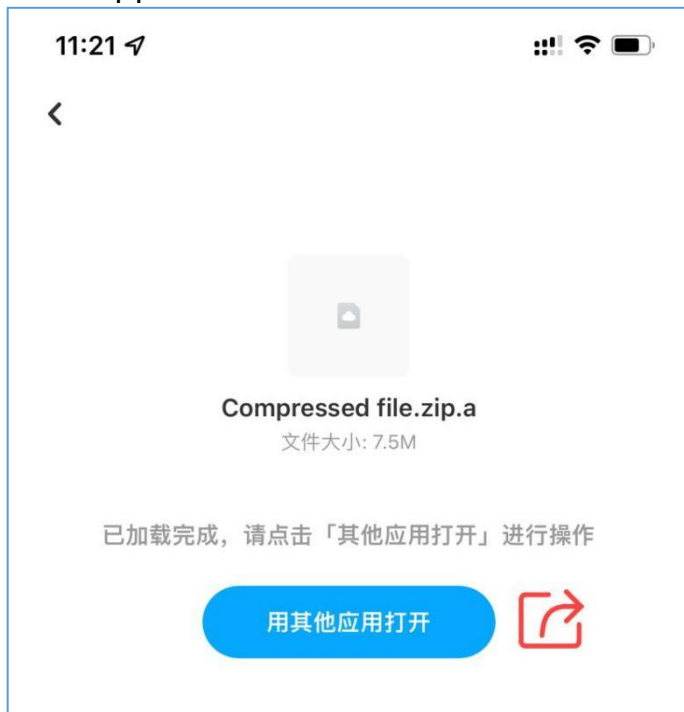 11:21
Compressed file.zip.a
文件大小: 7.5M
已加载完成，请点击「其他应用打开」进行操作
用其他应用打开